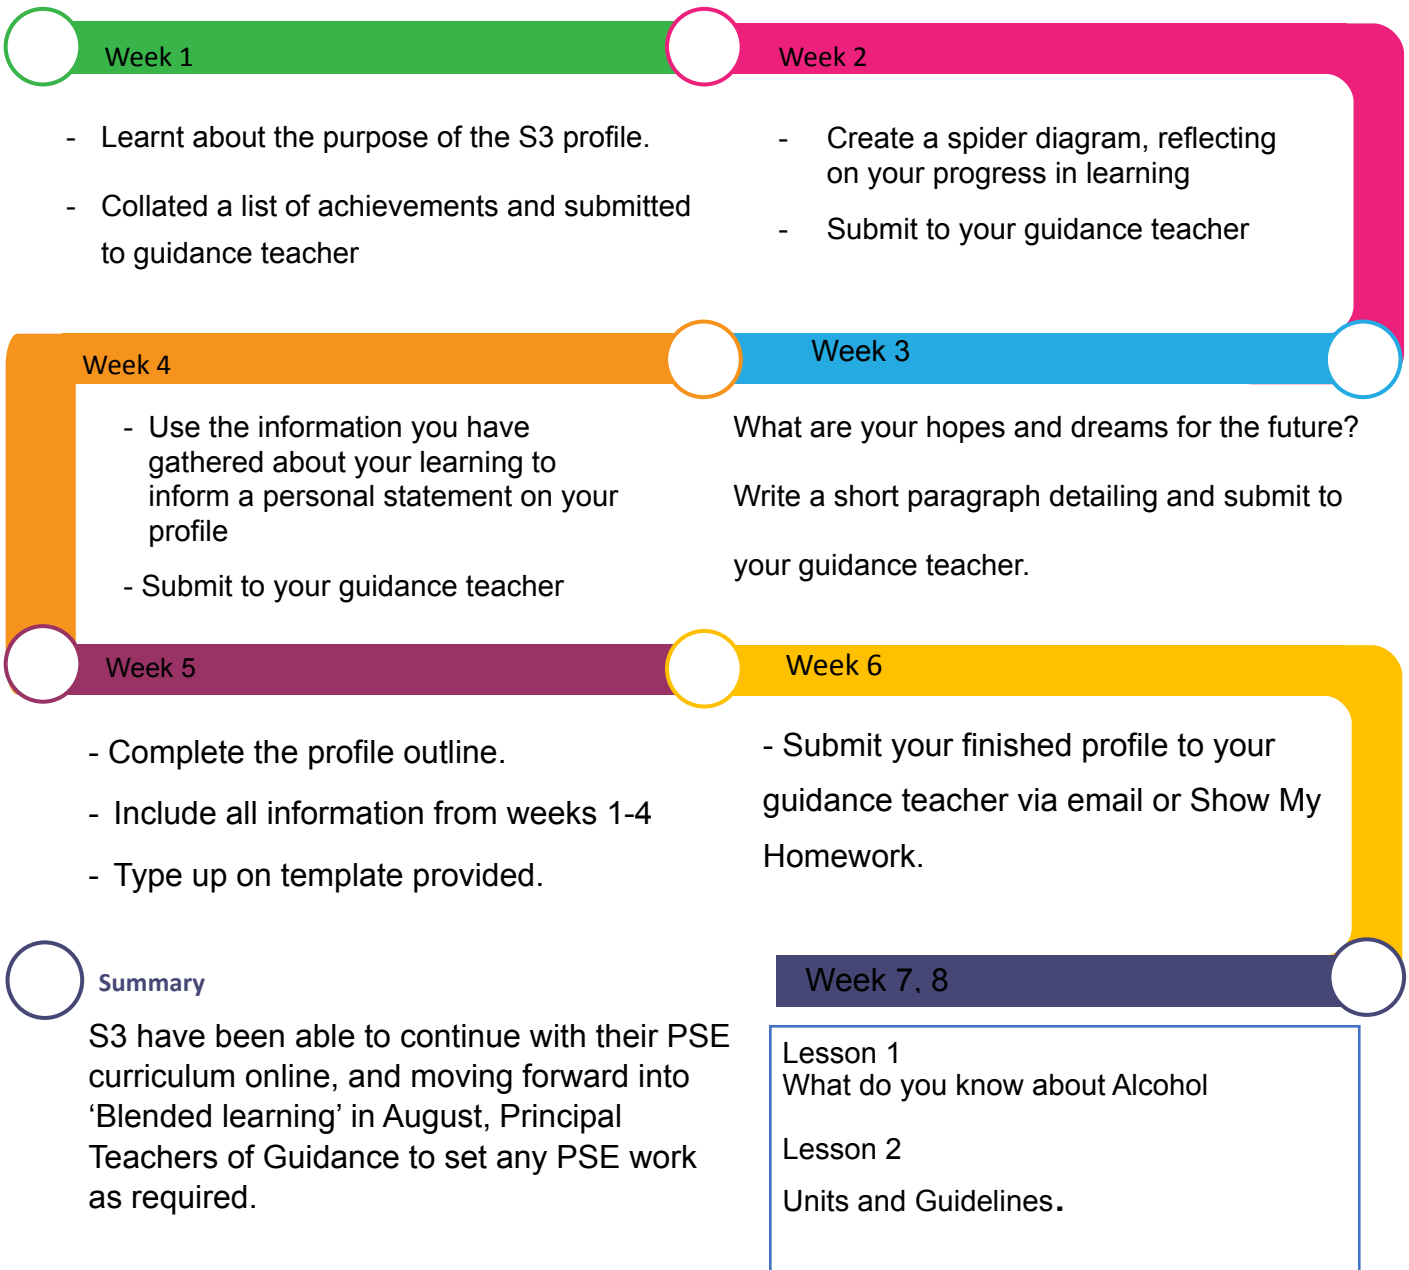 Week 1
- Learnt about the purpose of the S3 profile.
- Collated a list of achievements and submitted
to guidance teacher
Week 2
- Create a spider diagram, reflecting
on your progress in learning
- Submit to your guidance teacher
Week 3
What are your hopes and dreams for the future?
Write a short paragraph detailing and submit to
your guidance teacher.
Week 4
- Use the information you have
gathered about your learning to
inform a personal statement on your
profile
- Submit to your guidance teacher
Week 5
- Complete the profile outline.
- Include all information from weeks 1-4
- Type up on template provided.
Week 6
- Submit your finished profile to your
guidance teacher via email or Show My
Homework.
Week 7, 8
Lesson 1
What do you know about Alcohol
Lesson 2
Units and Guidelines.
Summary
S3 have been able to continue with their PSE
curriculum online, and moving forward into
‘Blended learning’ in August, Principal
Teachers of Guidance to set any PSE work
as required.